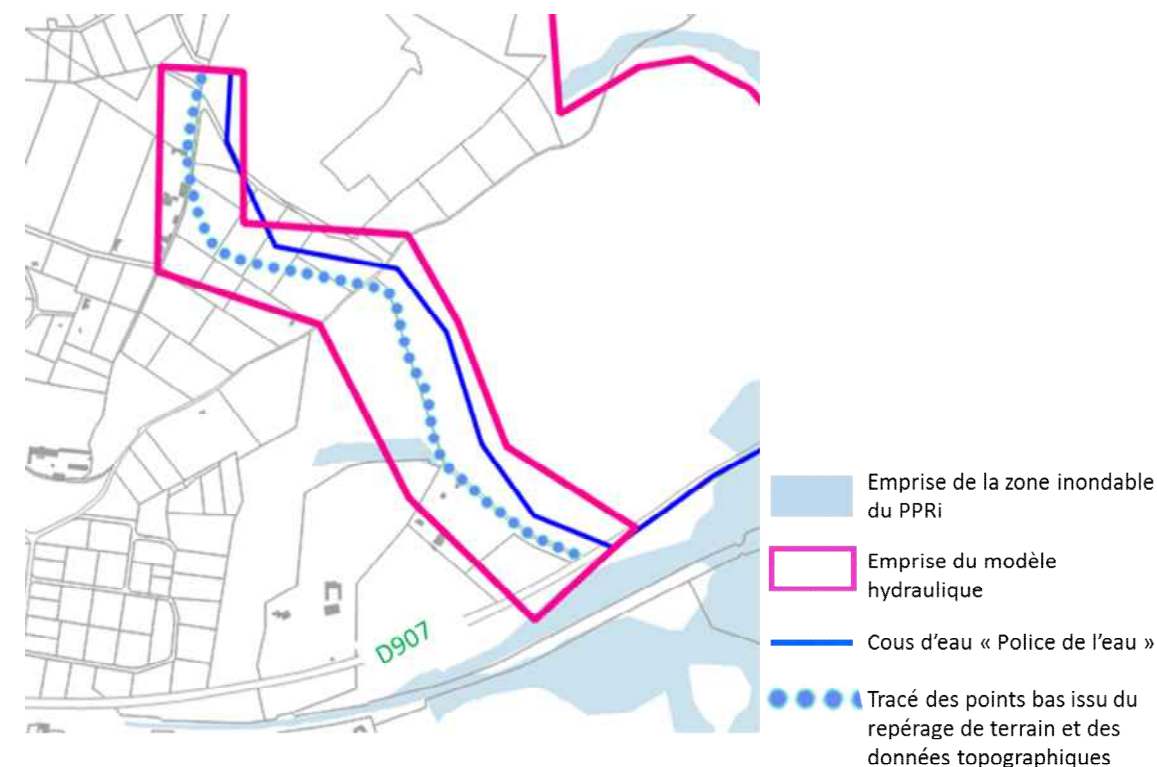 D907
Emprise de la zone inondable
du PPRi
Emprise du modèle
hydraulique
Cous d'eau « Police de l'eau »
Tracé des points bas issu du
repérage de terrain et des
données topographiques